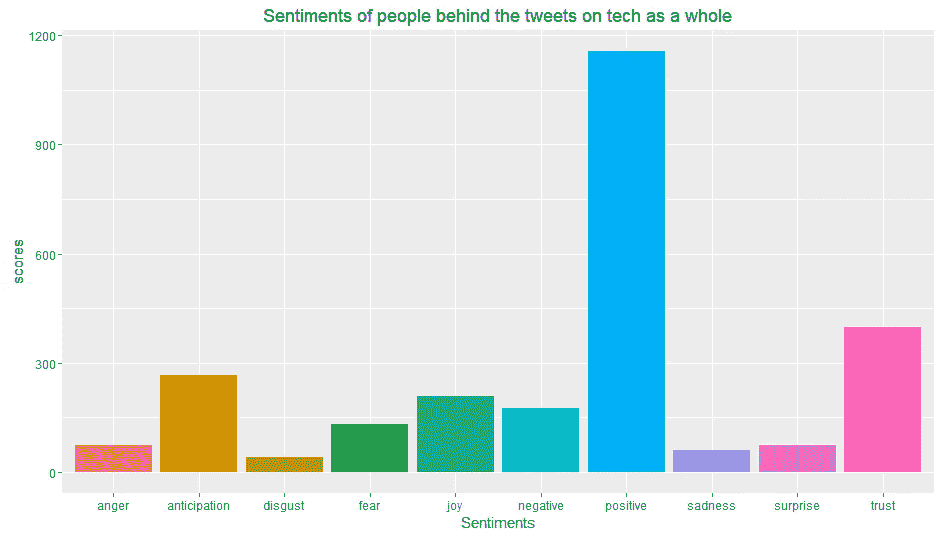 Sentiments of people behind the tweets on tech as a whole
1200
900
600
300
0
scores
anger anticipation disgust fear joy negative positive sadness surprise trust
Sentiments